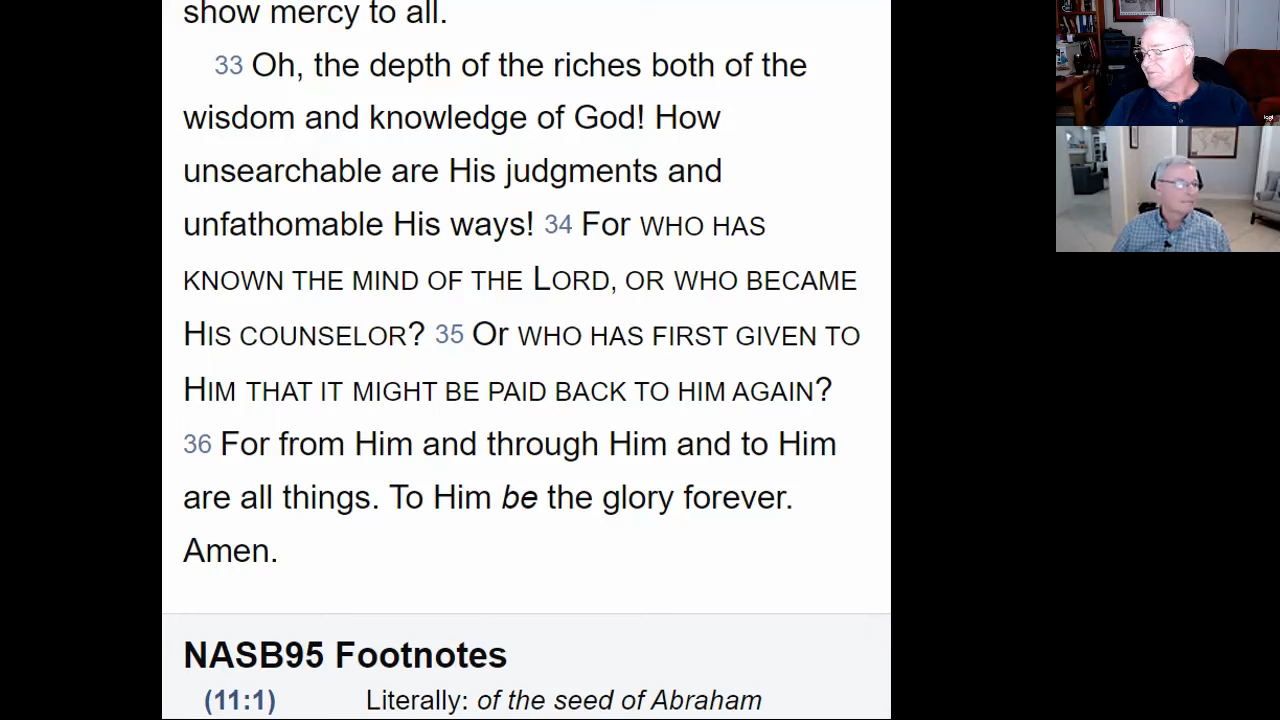 show mercy to all.
33 Oh, the depth of the riches both of the
wisdom and knowledge of God! How
unsearchable are His judgments and
unfathomable His ways! 34 For WHO HAS
KNOWN THE MIND OF THE LORD, OR WHO BECAME
HIS COUNSELOR? 35 Or WHO HAS FIRST GIVEN TO
HIM THAT IT MIGHT BE PAID BACK TO HIM AGAIN?
36 For from Him and through Him and to Him
are all things. To Him be the glory forever.
Amen.
NASB95 Footnotes
(11:1) Literally: of the seed of Abraham
logi